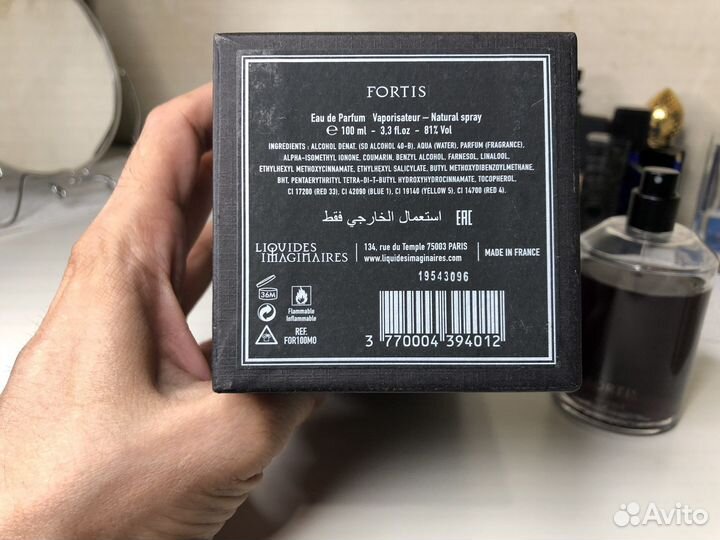 FORTIS
Eau de Parfum Vaporisateur – Natural spray
℮ 100 ml - 3,3 fl.oz - 81% Vol
INGREDIENTS : ALCOHOL DENAT. (SD ALCOHOL 40-B), AQUA (WATER), PARFUM (FRAGRANCE),
ALPHA-ISOMETHYL IONONE, COUMARIN, BENZYL ALCOHOL, FARNESOL, LINALOOL,
ETHYLHEXYL METHOXYCINNAMATE, ETHYLHEXYL SALICYLATE, BUTYL METHOXYDIBENZOYLMETHANE,
BHT, PENTAERYTHRITYL TETRA-DI-T-BUTYL HYDROXYHYDROCINNAMATE, TOCOPHEROL,
CI 17200 (RED 33), CI 42090 (BLUE 1), CI 19140 (YELLOW 5), CI 14700 (RED 4).
استعمال الخارجي فقط EAC
LIQUIDES
IMAGINAIRES
134, rue du Temple 75003 PARIS
www.liquidesimaginaires.com
MADE IN FRANCE
19543096
36M
Flammable
Inflammable
REF.
FOR100MO
3 770004 394012
FORTIS
Avito